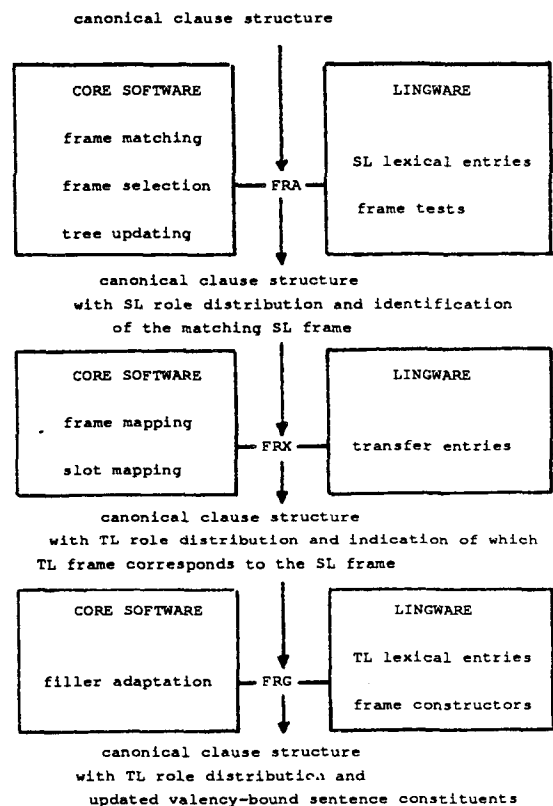 canonical clause structure
CORE SOFTWARE
frame matching
frame selection
tree updating
FRA
LINGWARE
SL lexical entries
frame tests
canonical clause structure
with SL role distribution and identification
of the matching SL frame
CORE SOFTWARE
frame mapping
slot mapping
FRX
LINGWARE
transfer entries
canonical clause structure
with TL role distribution and indication of which
TL frame corresponds to the SL frame
CORE SOFTWARE
filler adaptation
FRG
LINGWARE
TL lexical entries
frame constructors
canonical clause structure
with TL role distribution and
updated valency-bound sentence constituents